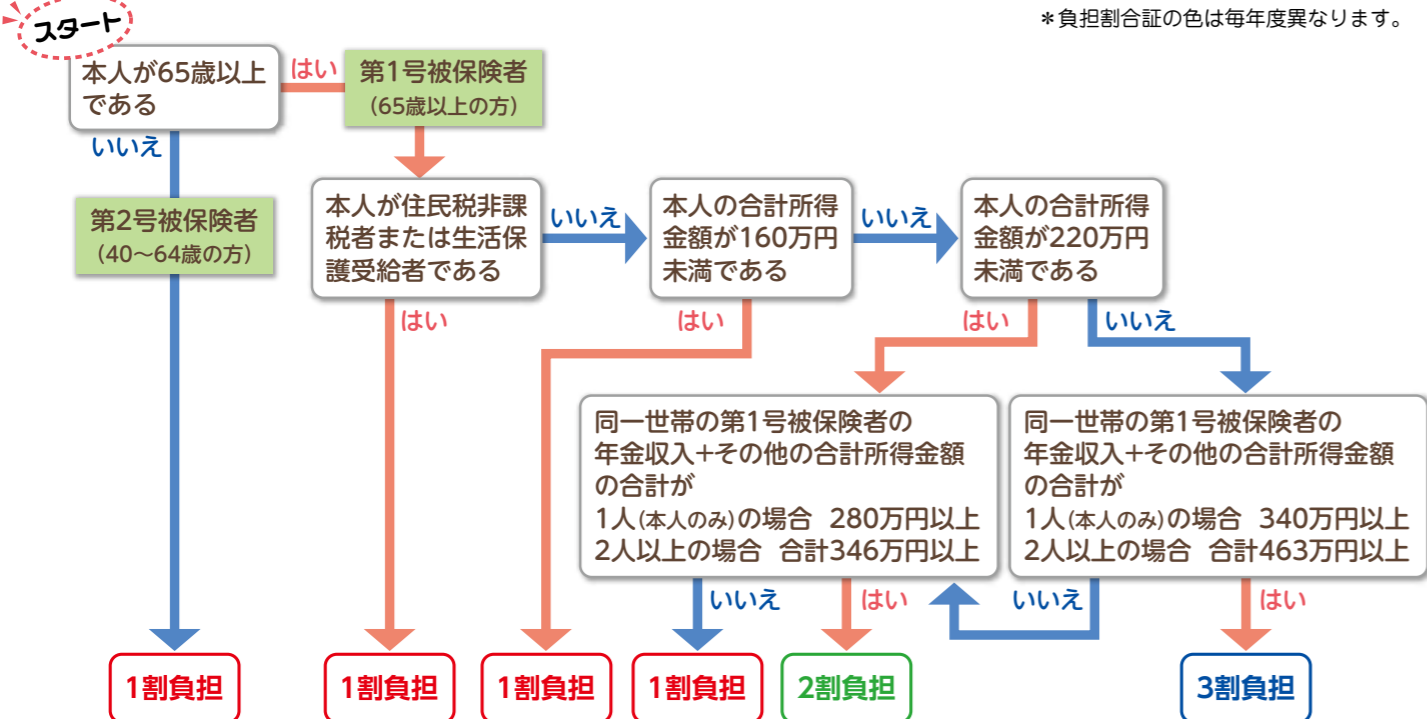 スタート
*負担割合証の色は毎年度異なります。
本人が65歳以上
である
はい
第1号被保険者
(65歳以上の方)
いいえ
第2号被保険者
(40〜64歳の方)
本人が住民税非課
税者または生活保
護受給者である
いいえ
本人の合計所得
金額が160万円
未満である
いいえ
本人の合計所得
金額が220万円
未満である
はい
はい
はい
いいえ
同一世帯の第1号被保険者の
年金収入+その他の合計所得金額
の合計が
1人(本人のみ)の場合 280万円以上
2人以上の場合 合計346万円以上
同一世帯の第1号被保険者の
年金収入+その他の合計所得金額
の合計が
1人(本人のみ)の場合 340万円以上
2人以上の場合 合計463万円以上
いいえ
はい
いいえ
はい
1割負担
1割負担
1割負担
1割負担
2割負担
3割負担